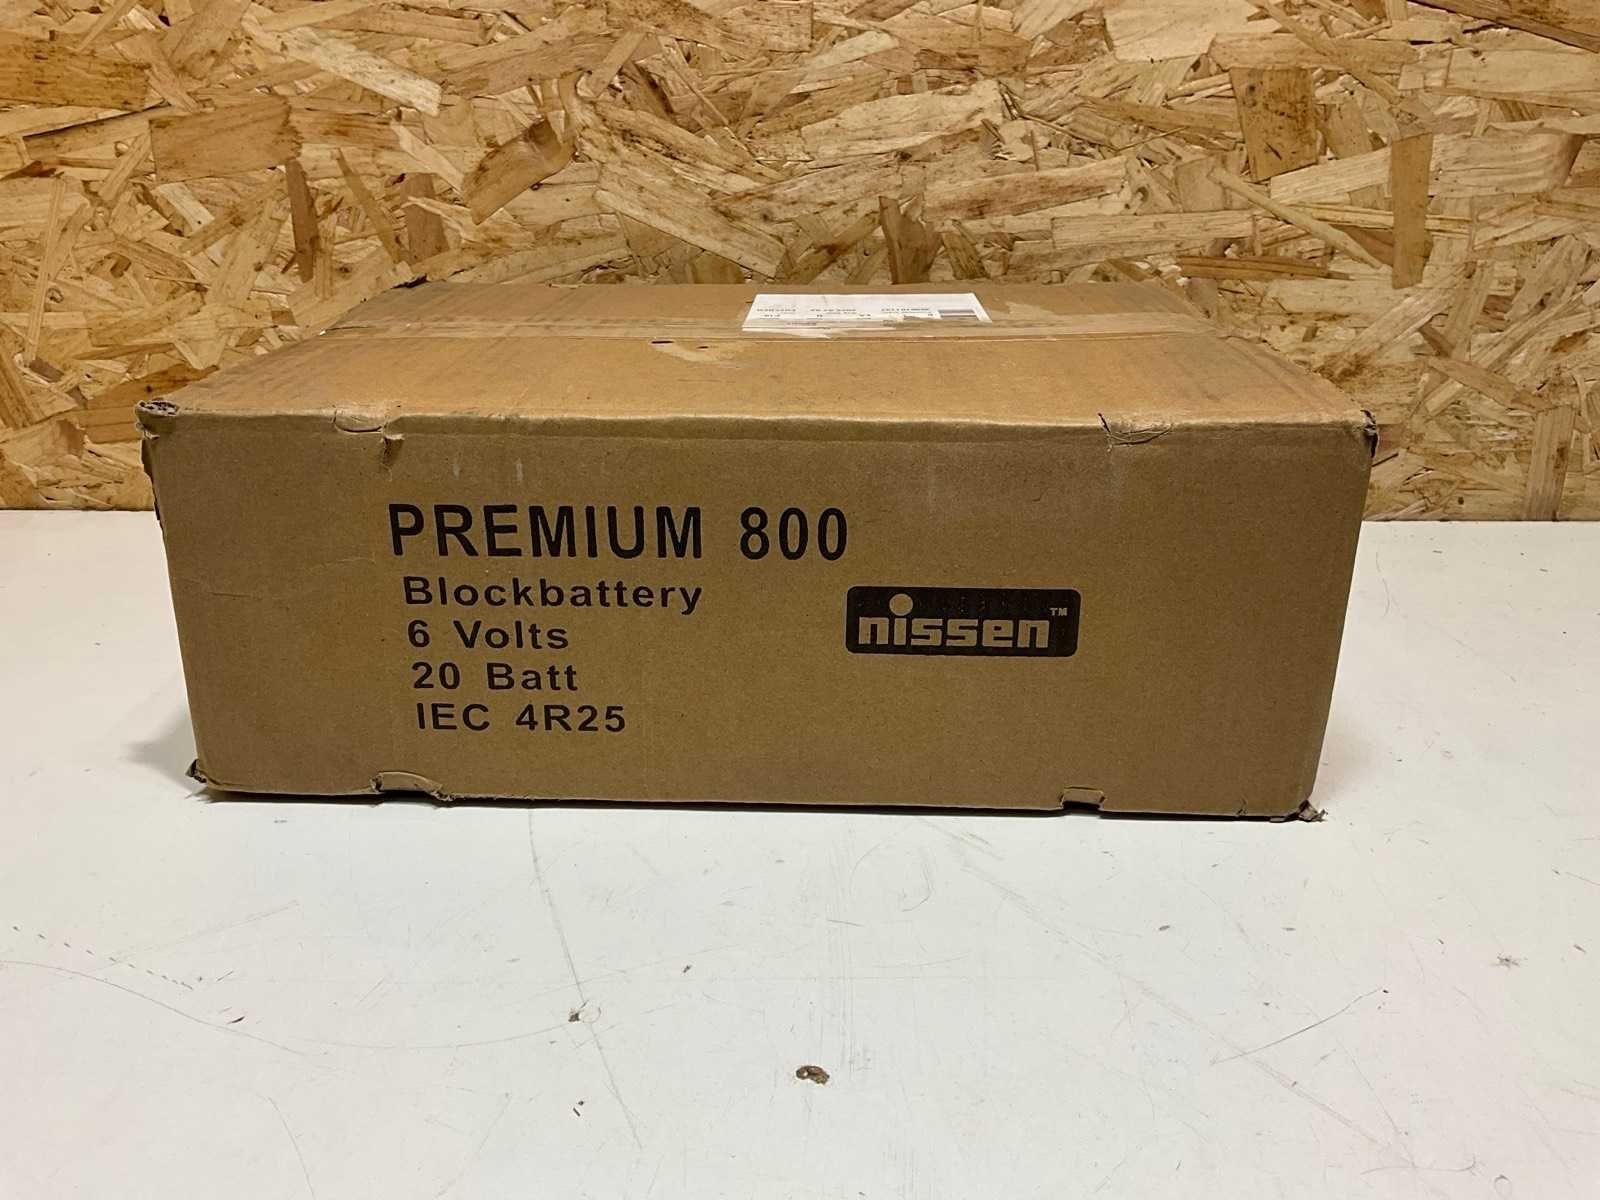 PREMIUM 800
Blockbattery
6 Volts
20 Batt
IEC 4R25
nissen™